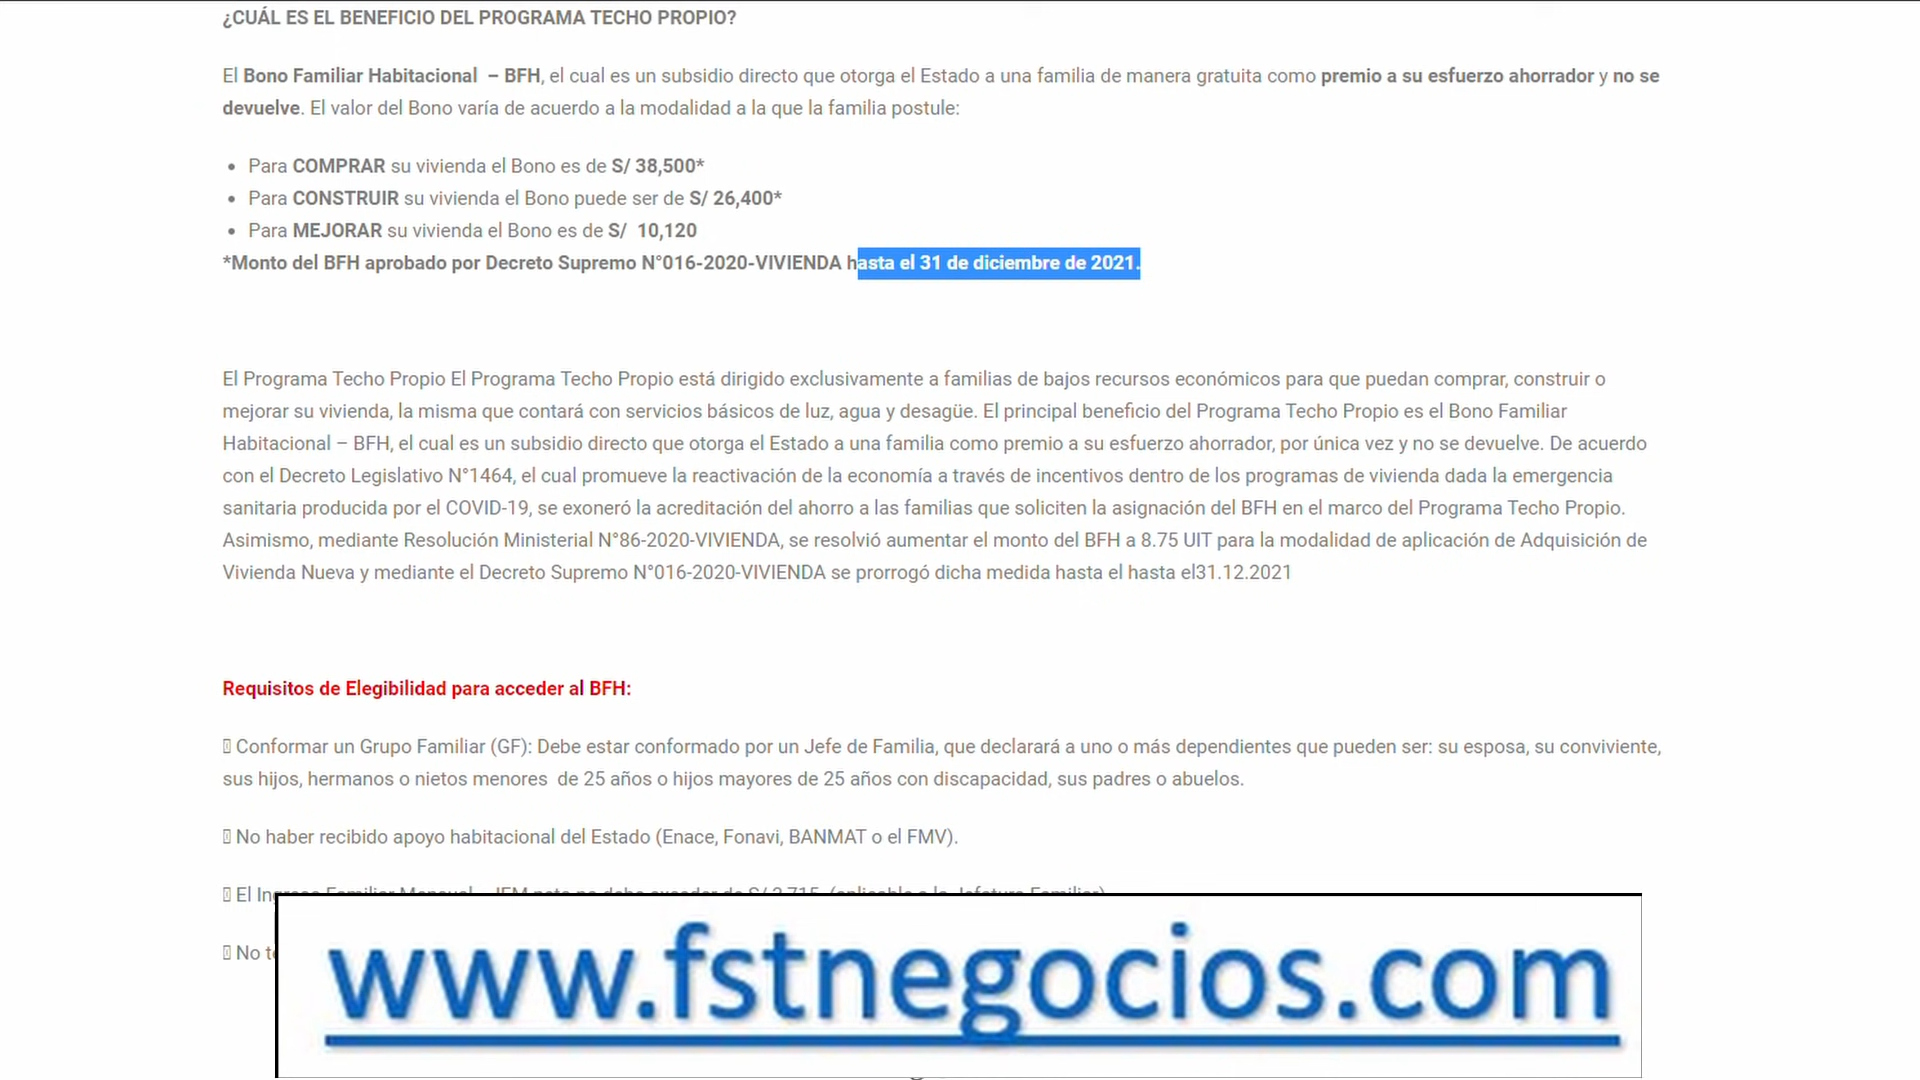 ¿CUÁL ES EL BENEFICIO DEL PROGRAMA TECHO PROPIO?
El Bono Familiar Habitacional – BFH, el cual es un subsidio directo que otorga el Estado a una familia de manera gratuita como premio a su esfuerzo ahorrador y no se
devuelve. El valor del Bono varía de acuerdo a la modalidad a la que la familia postule:
• Para COMPRAR su vivienda el Bono es de S/ 38,500*
• Para CONSTRUIR su vivienda el Bono puede ser de S/ 26,400*
• Para MEJORAR su vivienda el Bono es de S/ 10,120
*Monto del BFH aprobado por Decreto Supremo N°016-2020-VIVIENDA hasta el 31 de diciembre de 2021.
El Programa Techo Propio El Programa Techo Propio está dirigido exclusivamente a familias de bajos recursos económicos para que puedan comprar, construir o
mejorar su vivienda, la misma que contará con servicios básicos de luz, agua y desagüe. El principal beneficio del Programa Techo Propio es el Bono Familiar
Habitacional – BFH, el cual es un subsidio directo que otorga el Estado a una familia como premio a su esfuerzo ahorrador, por única vez y no se devuelve. De acuerdo
con el Decreto Legislativo N°1464, el cual promueve la reactivación de la economía a través de incentivos dentro de los programas de vivienda dada la emergencia
sanitaria producida por el COVID-19, se exoneró la acreditación del ahorro a las familias que soliciten la asignación del BFH en el marco del Programa Techo Propio.
Asimismo, mediante Resolución Ministerial N°86-2020-VIVIENDA, se resolvió aumentar el monto del BFH a 8.75 UIT para la modalidad de aplicación de Adquisición de
Vivienda Nueva y mediante el Decreto Supremo N°016-2020-VIVIENDA se prorrogó dicha medida hasta el hasta el31.12.2021
Requisitos de Elegibilidad para acceder al BFH:
Conformar un Grupo Familiar (GF): Debe estar conformado por un Jefe de Familia, que declarará a uno o más dependientes que pueden ser: su esposa, su conviviente,
sus hijos, hermanos o nietos menores de 25 años o hijos mayores de 25 años con discapacidad, sus padres o abuelos.
No haber recibido apoyo habitacional del Estado (Enace, Fonavi, BANMAT o el FMV).
El Ingreso Familiar Mensual – IFM neto no debe exceder de S/ 2,715 (aplicable a la Jefatura Familiar)
No
www.fstnegocios.com